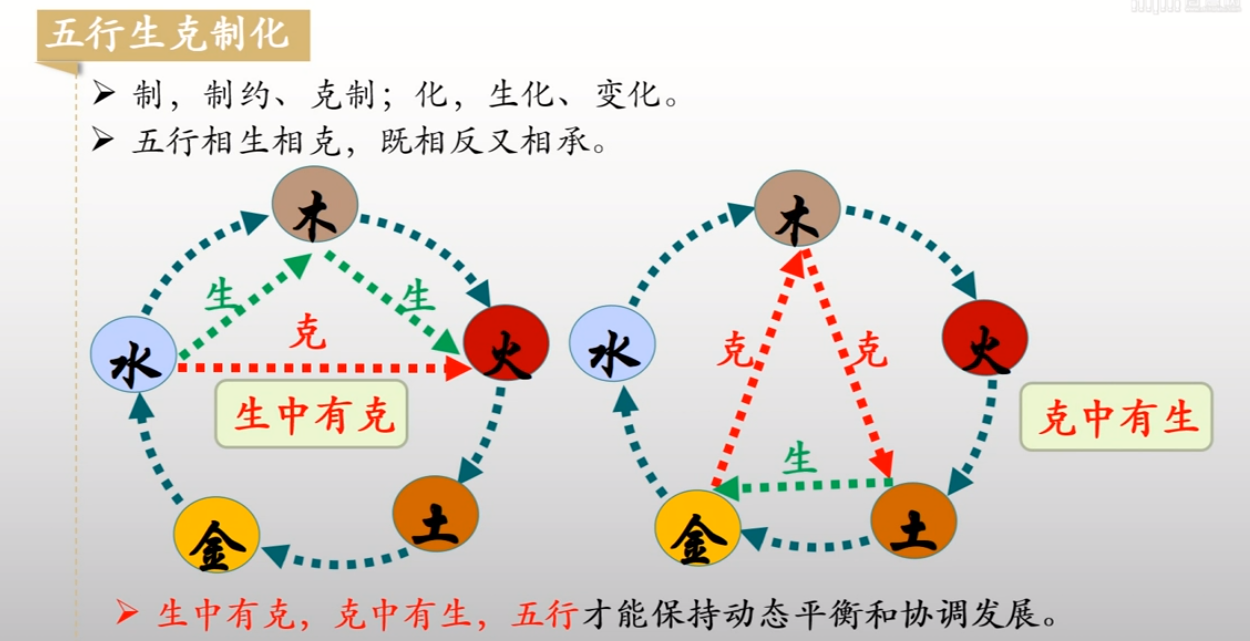 五行生克制化
制，制约、克制；化，生化、变化。
五行相生相克，既相反又相承。
木
生
生
克
水
火
生中有克
金
土
木
克
克
水
火
克中有生
生
金
土
生中有克，克中有生，五行才能保持动态平衡和协调发展。